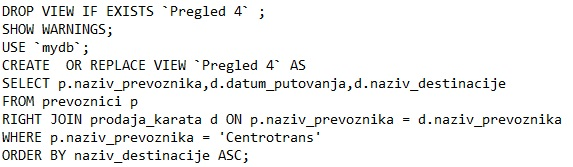 DROP VIEW IF EXISTS `Pregled 4` ;
SHOW WARNINGS;
USE `mydb`;
CREATE  OR REPLACE VIEW `Pregled 4` AS
SELECT p.naziv_prevoznika,d.datum_putovanja,d.naziv_destinacije
FROM prevoznici p
RIGHT JOIN prodaja_karata d ON p.naziv_prevoznika = d.naziv_prevoznika
WHERE p.naziv_prevoznika = 'Centrotrans'
ORDER BY naziv_destinacije ASC;